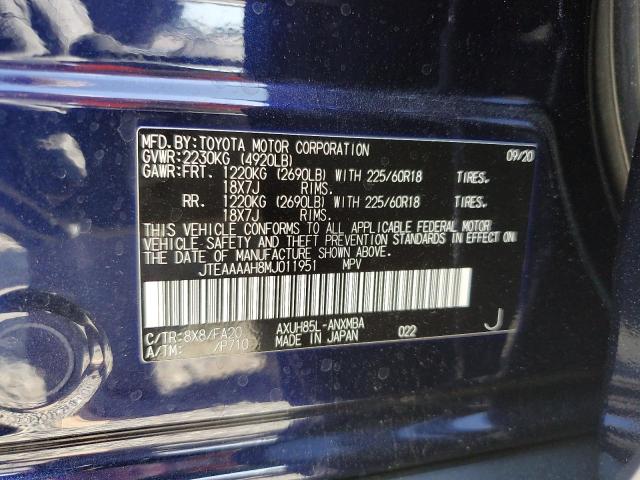 MFD.BY:TOYOTA MOTOR CORPORATION 09/20
GVWR:2230KG (4920LB)
GAWR:FRT. 1220KG (2690LB) WITH 225/60R18 TIRES.
18X7J RIMS.
RR. 1220KG (2690LB) WITH 225/60R18 TIRES.
18X7J RIMS.
THIS VEHICLE CONFORMS TO ALL APPLICABLE FEDERAL MOTOR
VEHICLE SAFETY AND THEFT PREVENTION STANDARDS IN EFFECT ON
THE DATE OF MANUFACTURE SHOWN ABOVE.
JTEAAAAH8MJ011951 MPV
C/TR:8X8/FA20 AXUH85L-ANXMBA
A/TM: /P710 MADE IN JAPAN 022 J